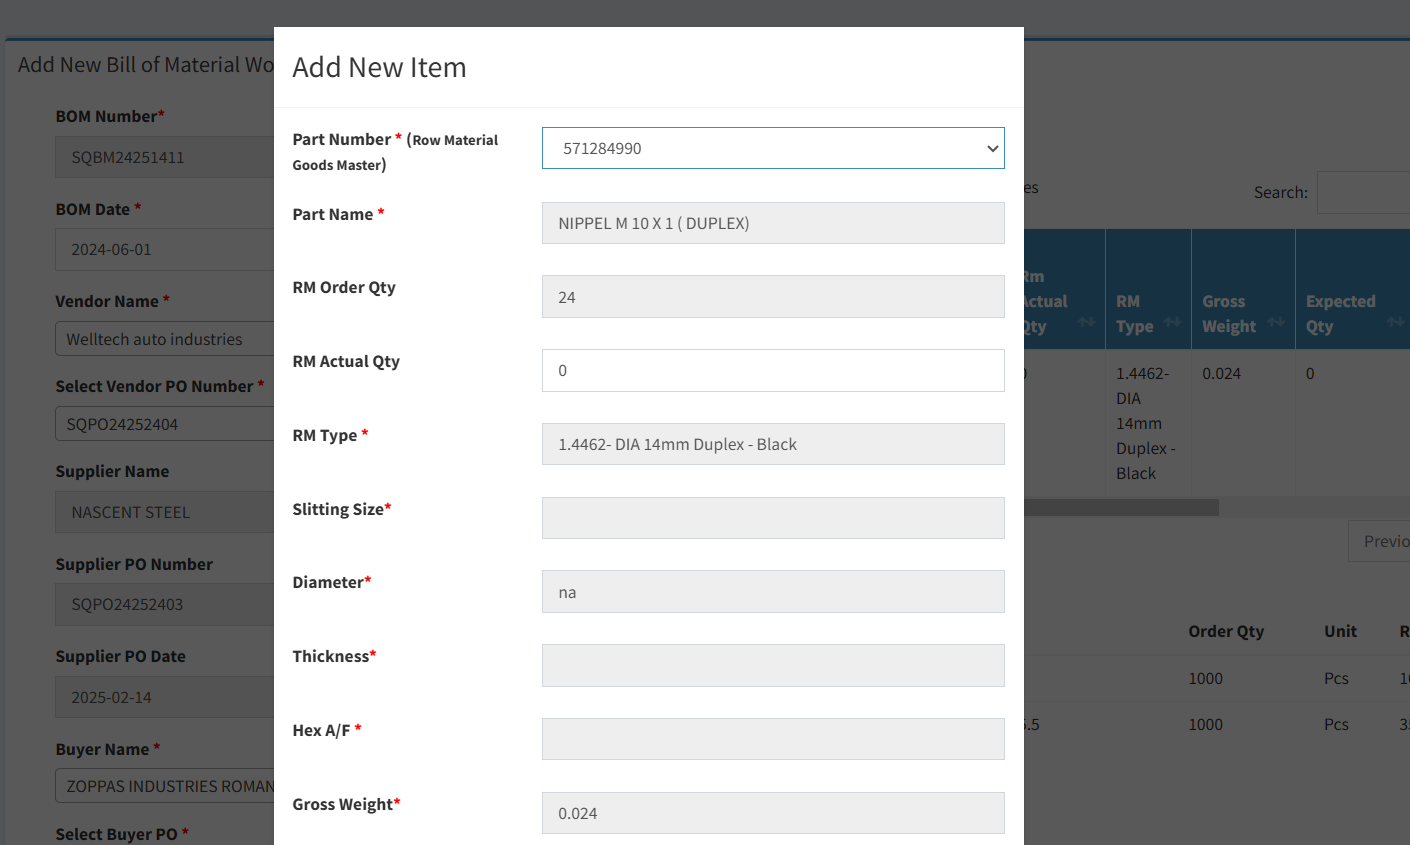 Add New Bill of Material Wo
BOM Number*
SQBM24251411
BOM Date *
2024-06-01
Vendor Name *
Welltech auto industries
Select Vendor PO Number *
SQPO24252404
Supplier Name
NASCENT STEEL
Supplier PO Number
SQPO24252403
Supplier PO Date
2025-02-14
Buyer Name *
ZOPPAS INDUSTRIES ROMAN
Select Buyer PO *
Add New Item
Part Number * (Row Material
Goods Master)
571284990
Part Name *
NIPPEL M 10 X 1 ( DUPLEX)
RM Order Qty
24
RM Actual Qty
0
RM Type *
1.4462- DIA 14mm Duplex - Black
Slitting Size*
Diameter*
na
Thickness*
Hex A/F *
Gross Weight*
0.024
es
Search:
Rm
Actual
Qty
RM
Type
Gross
Weight
Expected
Qty
1.4462-
DIA
14mm
Duplex -
Black
0.024
0
Previo
Order Qty
Unit
R
1000
Pcs
5.5
1000
Pcs